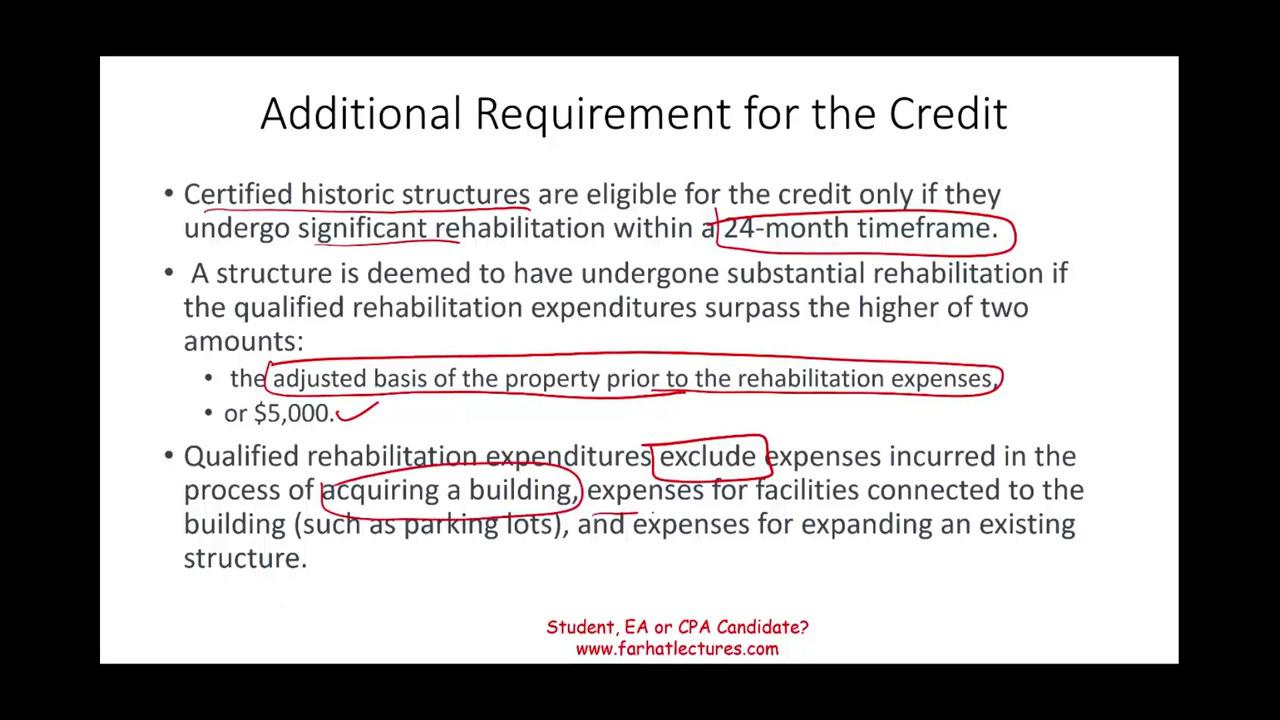 Additional Requirement for the Credit
• Certified historic structures are eligible for the credit only if they
undergo significant rehabilitation within a 24-month timeframe.
• A structure is deemed to have undergone substantial rehabilitation if
the qualified rehabilitation expenditures surpass the higher of two
amounts:
• the adjusted basis of the property prior to the rehabilitation expenses,
• or $5,000.
• Qualified rehabilitation expenditures exclude expenses incurred in the
process of acquiring a building, expenses for facilities connected to the
building (such as parking lots), and expenses for expanding an existing
structure.
Student, EA or CPA Candidate?
www.farhatlectures.com